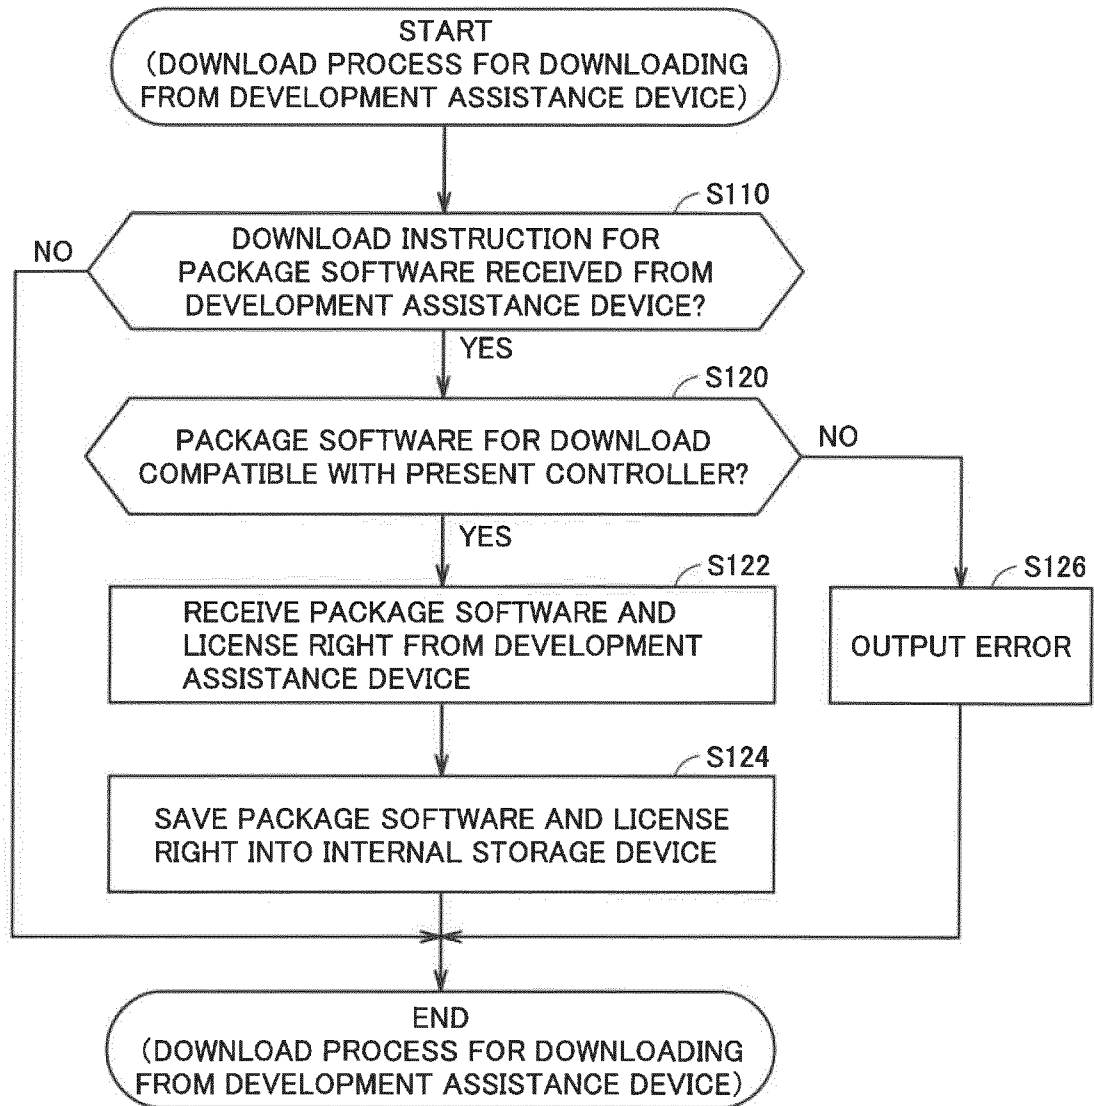 START
(DOWNLOAD PROCESS FOR DOWNLOADING
FROM DEVELOPMENT ASSISTANCE DEVICE)
S110
NO
DOWNLOAD INSTRUCTION FOR
PACKAGE SOFTWARE RECEIVED FROM
DEVELOPMENT ASSISTANCE DEVICE?
YES
S120
PACKAGE SOFTWARE FOR DOWNLOAD
COMPATIBLE WITH PRESENT CONTROLLER?
NO
YES
S122
RECEIVE PACKAGE SOFTWARE AND
LICENSE RIGHT FROM DEVELOPMENT
ASSISTANCE DEVICE
S126
OUTPUT ERROR
S124
SAVE PACKAGE SOFTWARE AND LICENSE
RIGHT INTO INTERNAL STORAGE DEVICE
END
(DOWNLOAD PROCESS FOR DOWNLOADING
FROM DEVELOPMENT ASSISTANCE DEVICE)